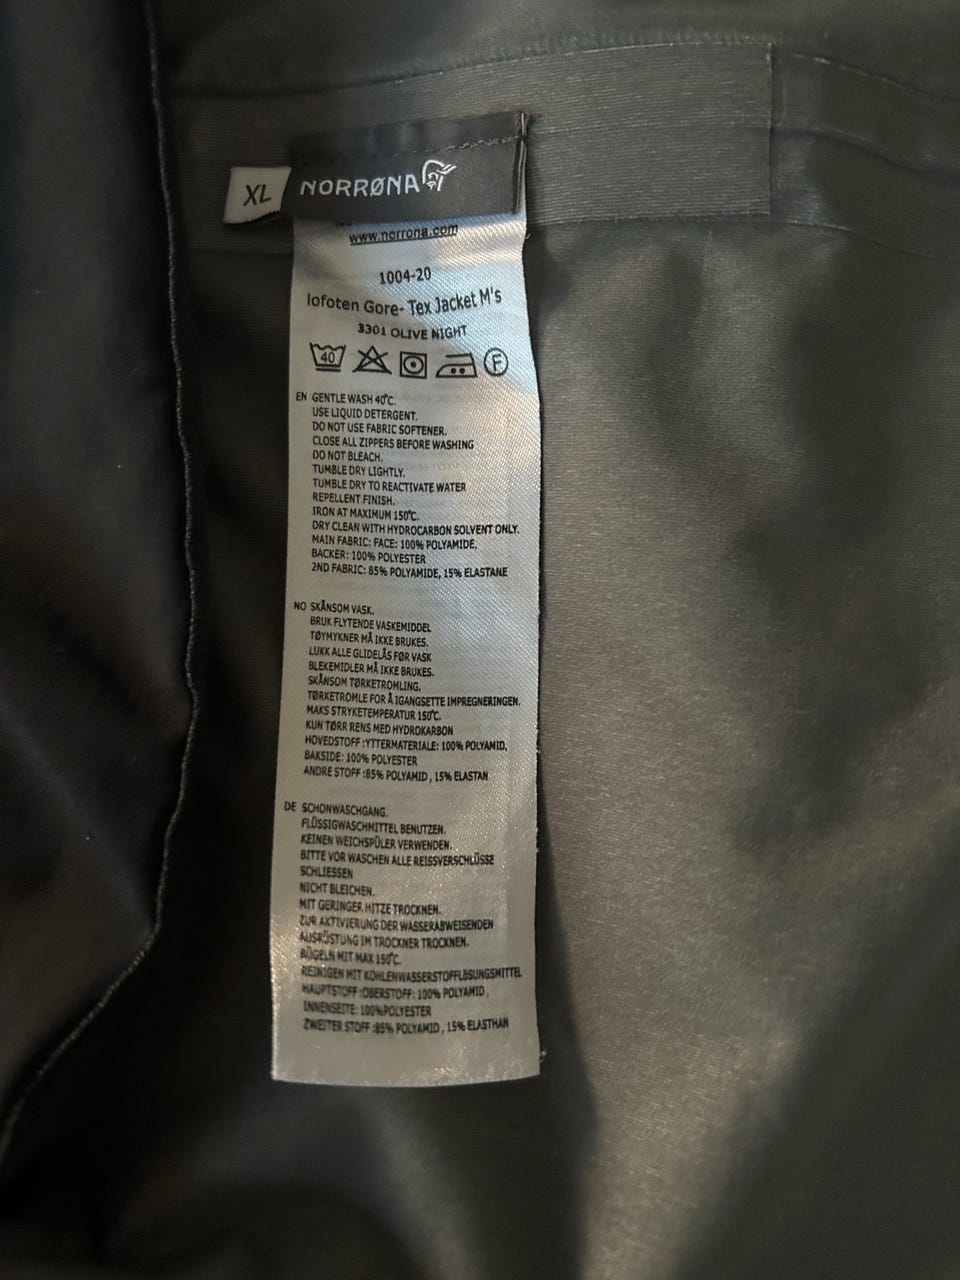 XL
NORRØNA
www.norrona.com
1004-20
lofoten Gore- Tex Jacket M's
3301 OLIVE NIGHT
40
F
EN GENTLE WASH 40°C.
USE LIQUID DETERGENT.
DO NOT USE FABRIC SOFTENER.
CLOSE ALL ZIPPERS BEFORE WASHING
DO NOT BLEACH.
TUMBLE DRY LIGHTLY.
TUMBLE DRY TO REACTIVATE WATER
REPELLENT FINISH.
IRON AT MAXIMUM 150°C.
DRY CLEAN WITH HYDROCARBON SOLVENT ONLY.
MAIN FABRIC: FACE: 100% POLYAMIDE,
BACKER: 100% POLYESTER
2ND FABRIC: 85% POLYAMIDE, 15% ELASTANE
NO SKÅNSOM VASK.
BRUK FLYTENDE VASKEMIDDEL
TØYMYKNER MÅ IKKE BRUKES.
LUKK ALLE GLIDELÅS FØR VASK
BLEKEMIDLER MÅ IKKE BRUKES.
SKÅNSOM TØRKETROMLING.
TØRKETROMLE FOR Å IGANGSETTE IMPREGNERINGEN.
MAKS STRYKETEMPERATUR 150°C.
KUN TØRR RENS MED HYDROKARBON
HOVEDSTOFF :YTTERMATERIALE: 100% POLYAMID,
BAKSIDE: 100% POLYESTER
ANDRE STOFF :85% POLYAMID , 15% ELASTAN
DE SCHONWASCHGANG.
FLÜSSIGWASCHMITTEL BENUTZEN.
KEINEN WEICHSPÜLER VERWENDEN.
BITTE VOR WASCHEN ALLE REISSVERSCHLÜSSE
SCHLIESSEN
NICHT BLEICHEN.
MIT GERINGER HITZE TROCKNEN.
ZUR AKTIVIERUNG DER WASSERABWEISENDEN
AUSRÜSTUNG IM TROCKNER TROCKNEN.
BÜGELN MIT MAX 150°C.
REINIGEN MIT KOHLENWASSERSTOFFLÖSUNGSMITTEL
HAUPTSTOFF :OBERSTOFF: 100% POLYAMID ,
INNENSEITE: 100%POLYESTER
ZWEITER STOFF :85% POLYAMID , 15% ELASTHAN